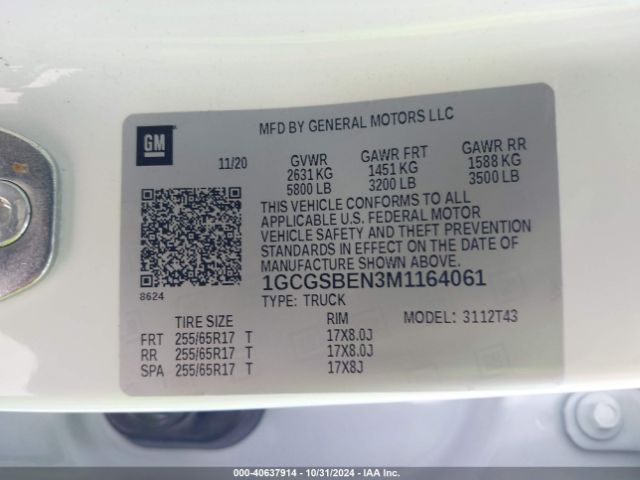 GM
MFD BY GENERAL MOTORS LLC
11/20
GVWR GAWR FRT GAWR RR
2631 KG 1451 KG 1588 KG
5800 LB 3200 LB 3500 LB
THIS VEHICLE CONFORMS TO ALL
APPLICABLE U.S. FEDERAL MOTOR
VEHICLE SAFETY AND THEFT PREVENTION
STANDARDS IN EFFECT ON THE DATE OF
MANUFACTURE SHOWN ABOVE.
8624
1GCGSBEN3M1164061
TYPE: TRUCK
TIRE SIZE RIM MODEL: 3112T43
FRT 255/65R17 T 17X8.0J
RR 255/65R17 T 17X8.0J
SPA 255/65R17 T 17X8J
000-40637914 - 10/31/2024 - IAAI.com